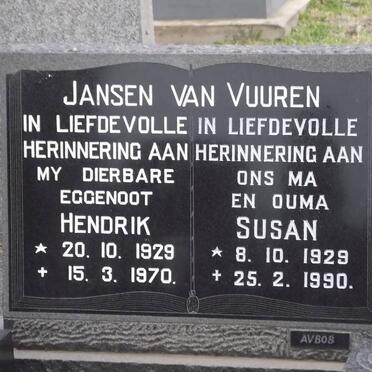 JANSEN VAN VUUREN
IN LIEFDEVOLLE
HERINNERING AAN
MY DIERBARE
EGGENOOT
HENDRIK
* 20. 10. 1929
+ 15. 3. 1970.
IN LIEFDEVOLLE
HERINNERING AAN
ONS MA
EN OUMA
SUSAN
* 8. 10. 1929
+ 25. 2. 1990.
AVBOB